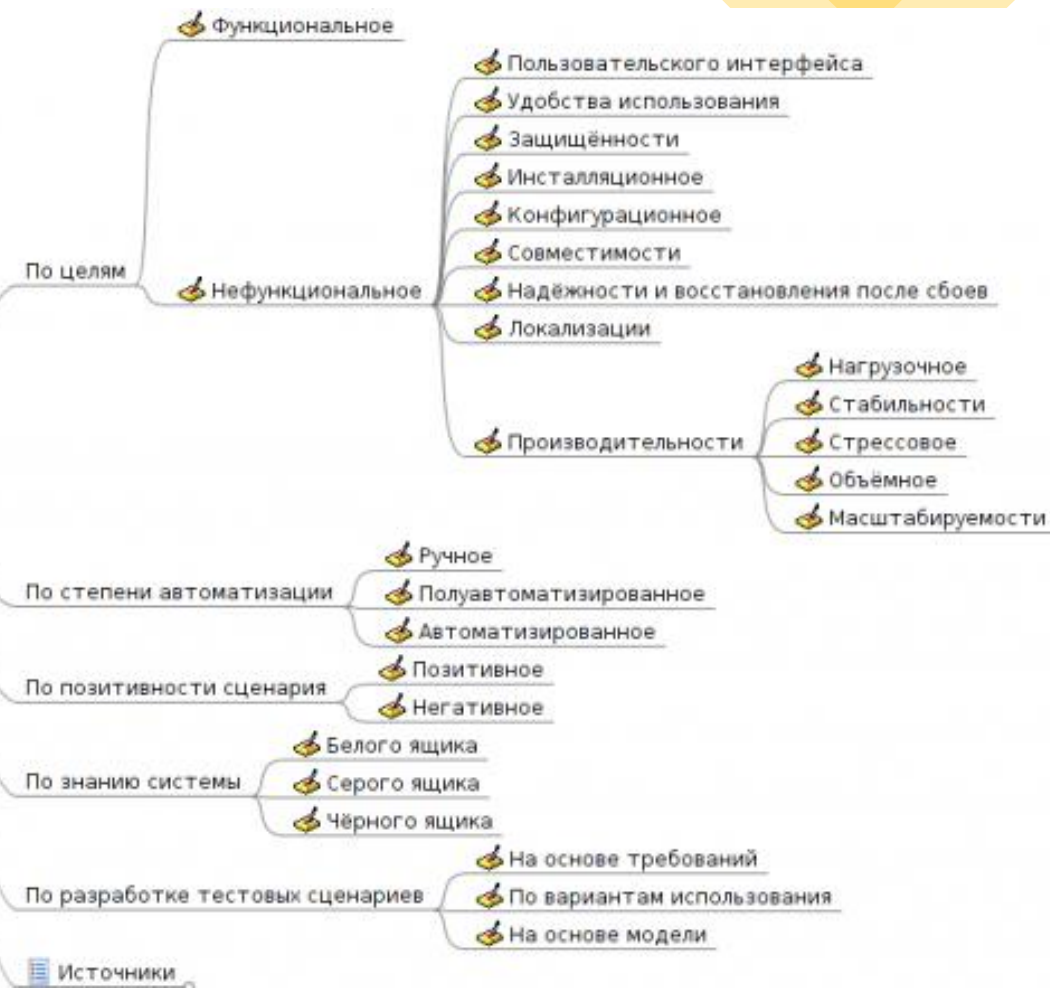 Функциональное
Пользовательского интерфейса
Удобства использования
Защищённости
Инсталляционное
Конфигурационное
Совместимости
По целям
Нефункциональное
Надёжности и восстановления после сбоев
Локализации
Нагрузочное
Стабильности
Производительности
Стрессовое
Объёмное
Масштабируемости
Ручное
По степени автоматизации
Полуавтоматизированное
Автоматизированное
Позитивное
По позитивности сценария
Негативное
Белого ящика
По знанию системы
Серого ящика
Чёрного ящика
На основе требований
По разработке тестовых сценариев
По вариантам использования
На основе модели
Источники